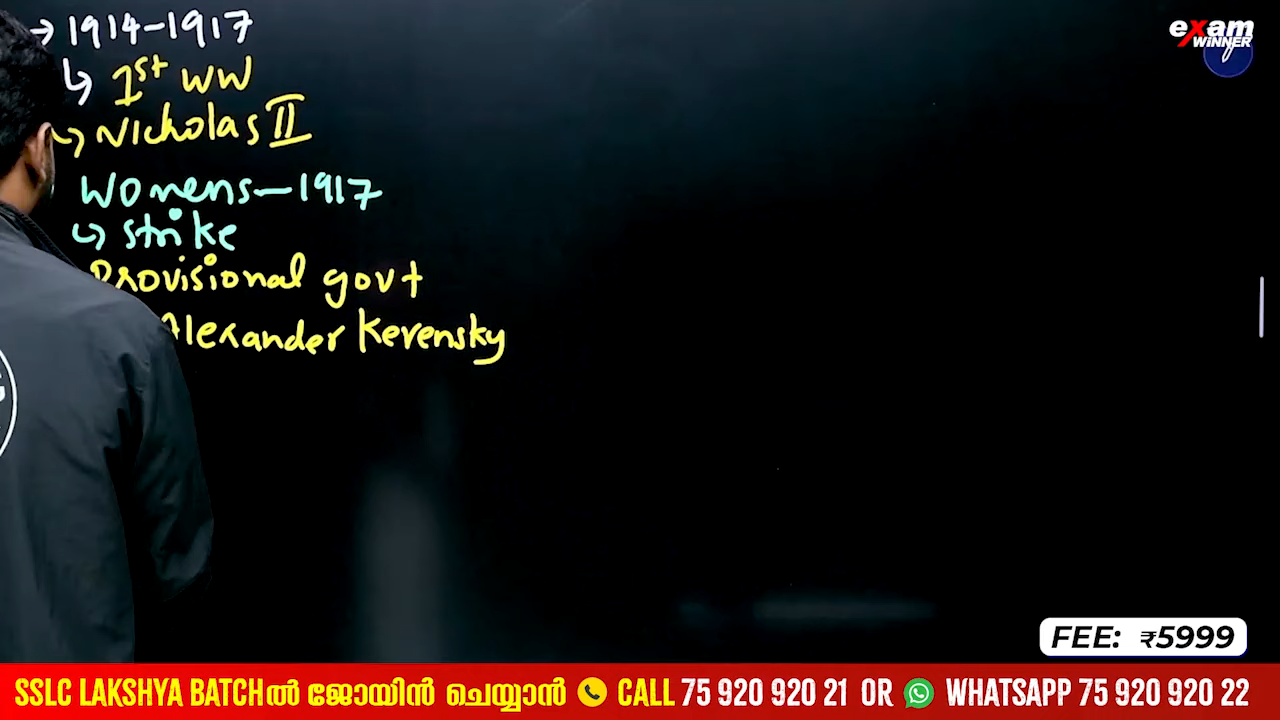 → 1914-1917
↳ 1st WW
↳ Nicholas II
Womens-1917
↳ strike
Provisional govt
Alexander Kerensky
exam
WINNER
FEE: ₹5999
SSLC LAKSHYA BATCHൽ ജോയിൻ ചെയ്യാൻ CALL 75 920 920 21 OR WHATSAPP 75 920 920 22